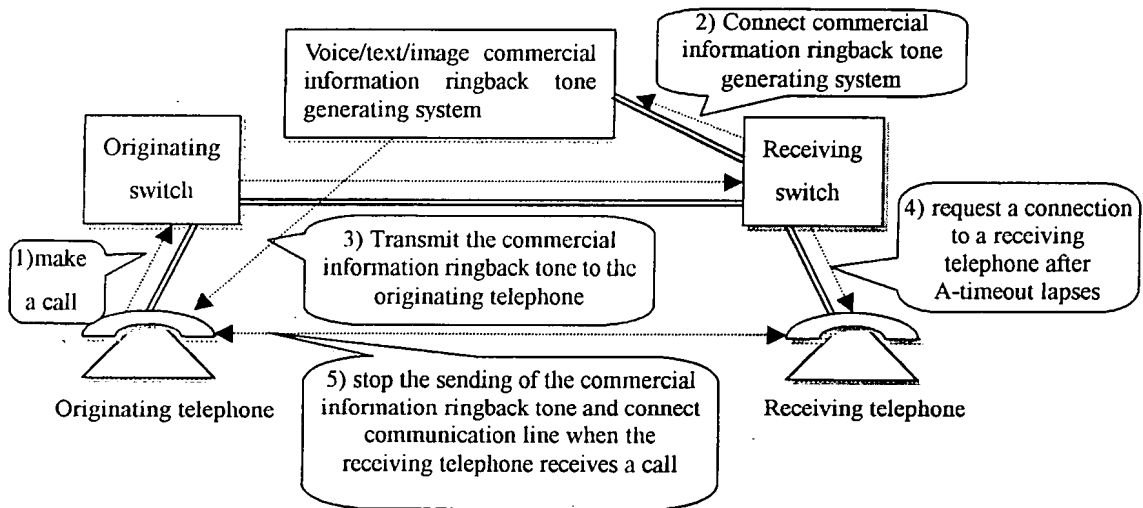 Voice/text/image commercial
information ringback tone
generating system
2) Connect commercial
information ringback tone
generating system
Originating
switch
Receiving
switch
1)make
a call
3) Transmit the commercial
information ringback tone to the
originating telephone
4) request a connection
to a receiving
telephone after
A-timeout lapses
5) stop the sending of the commercial
information ringback tone and connect
communication line when the
receiving telephone receives a call
Originating telephone
Receiving telephone